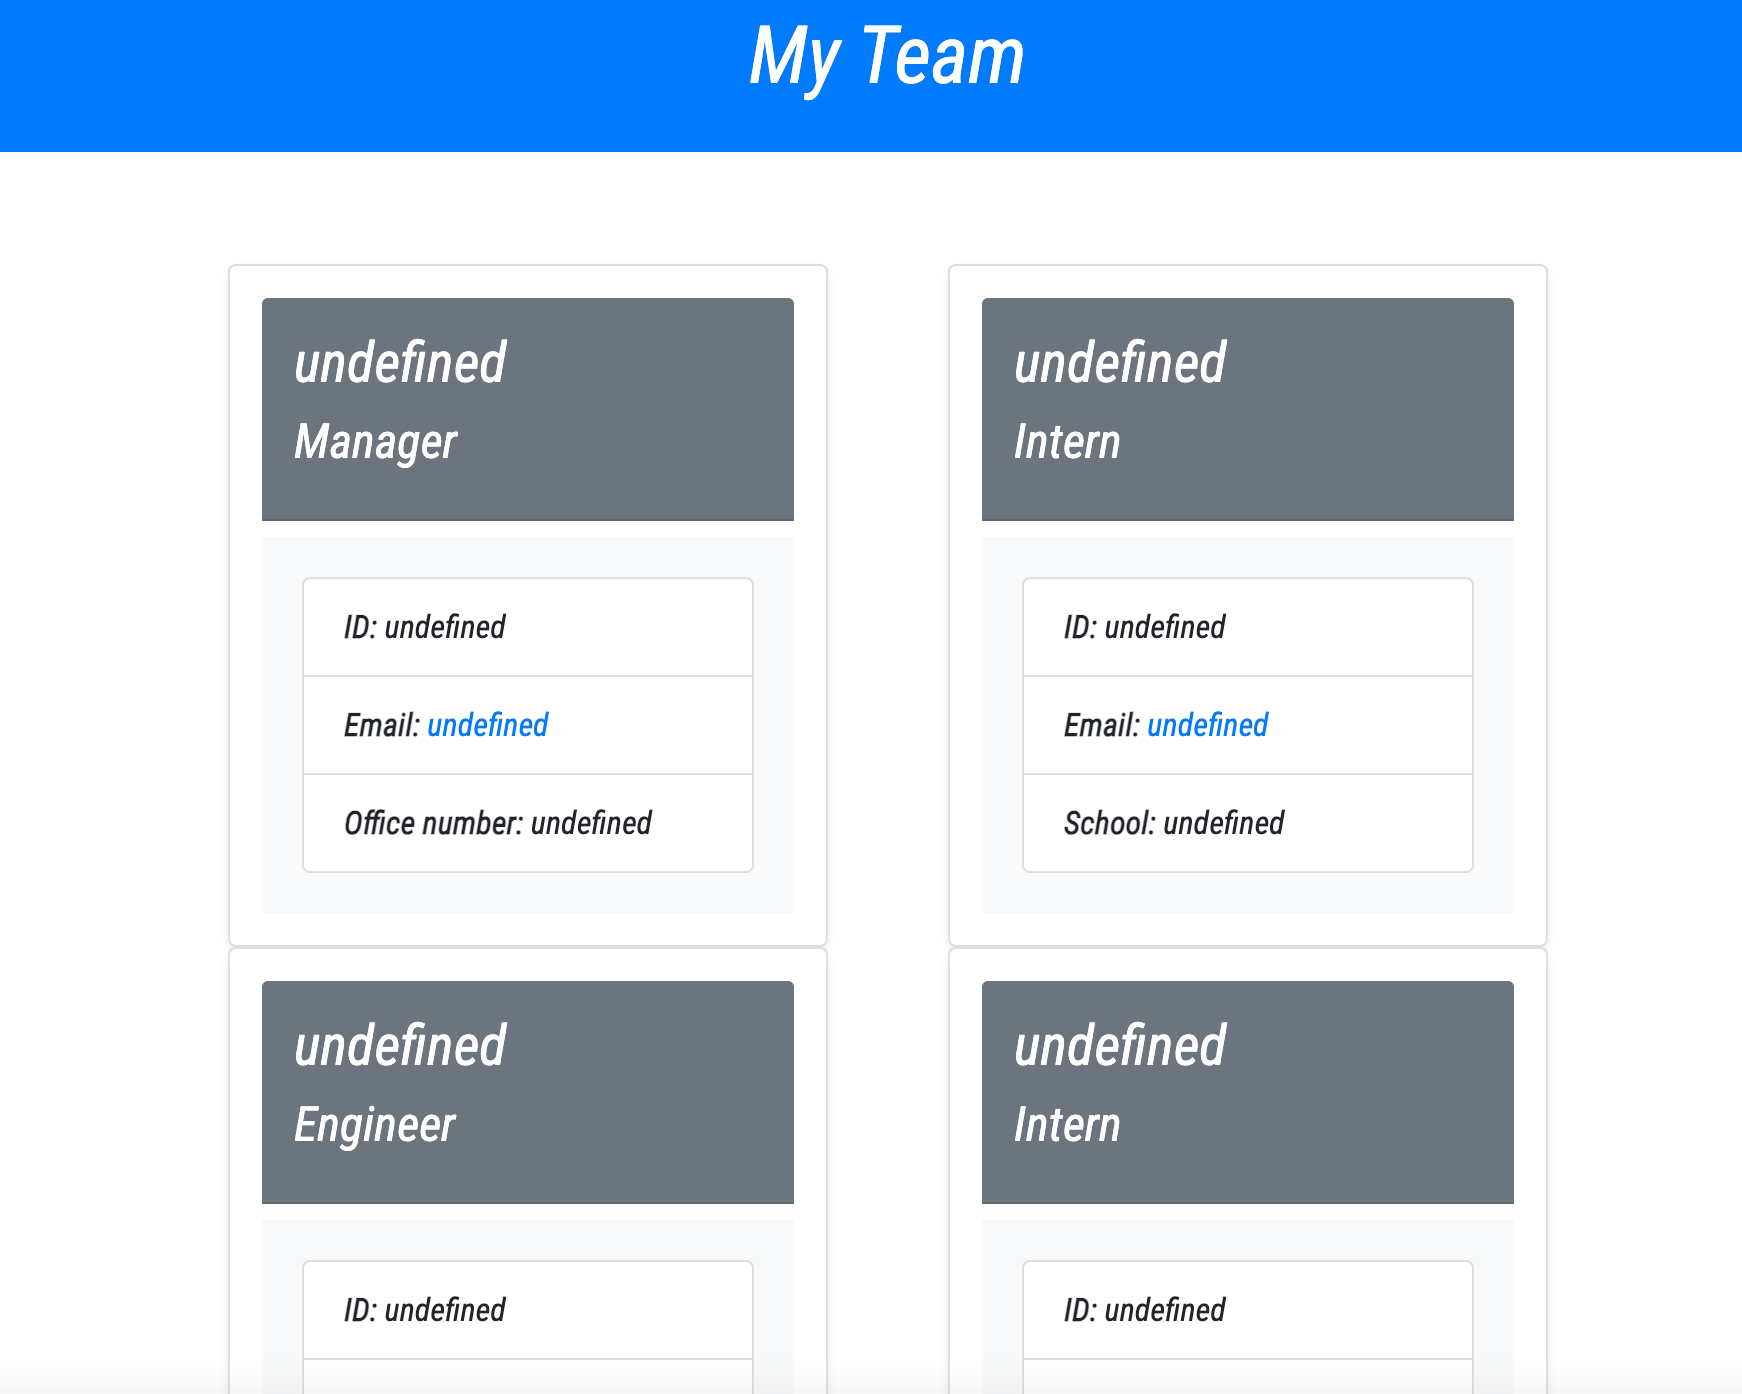 My Team
undefined
Manager
ID: undefined
Email: undefined
Office number: undefined
undefined
Intern
ID: undefined
Email: undefined
School: undefined
undefined
Engineer
ID: undefined
undefined
Intern
ID: undefined